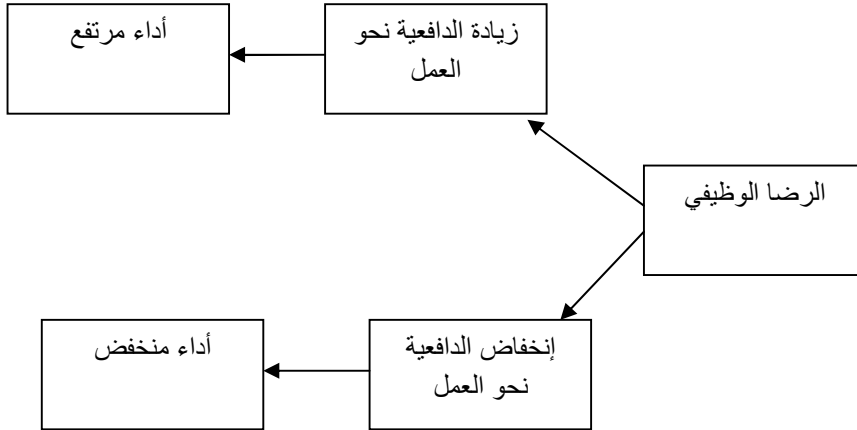 زيادة الدافعية نحو
العمل
أداء مرتفع
الرضا الوظيفي
إنخفاض الدافعية
نحو العمل
أداء منخفض